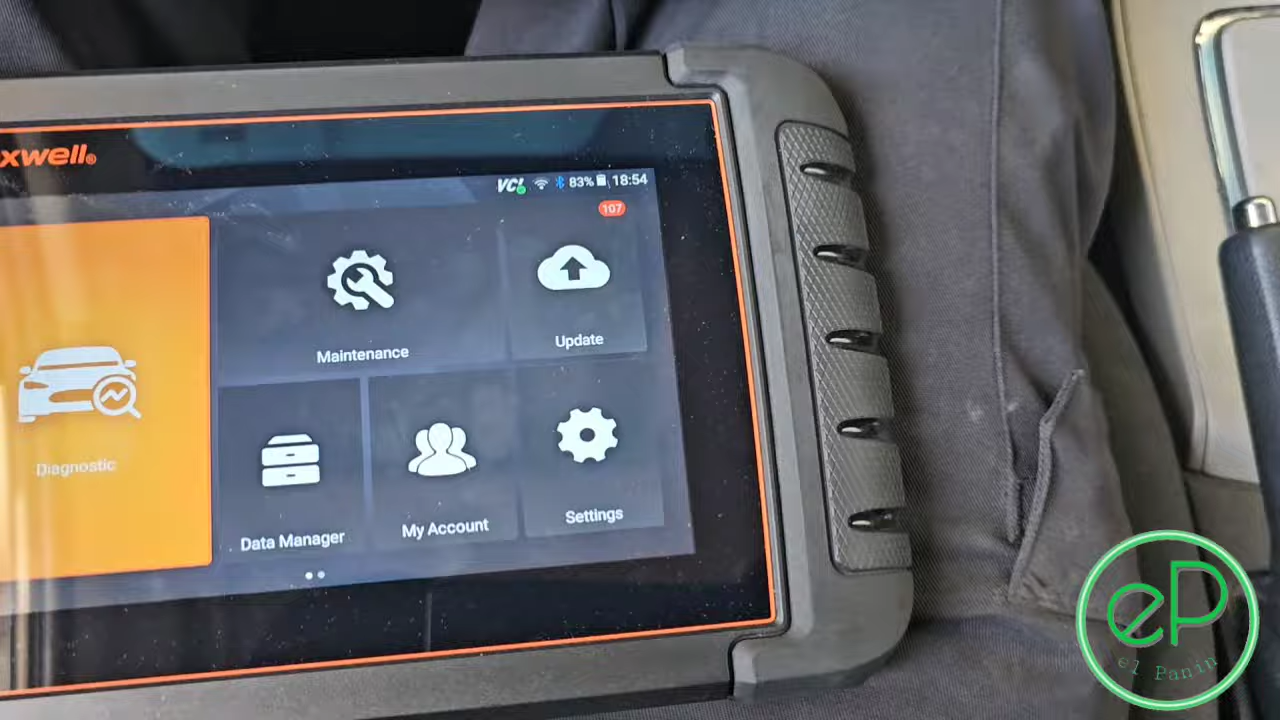 xwell®
VCI 83% 18:54
107
Maintenance
Update
Diagnostic
Data Manager
My Account
Settings
eP
el Panin